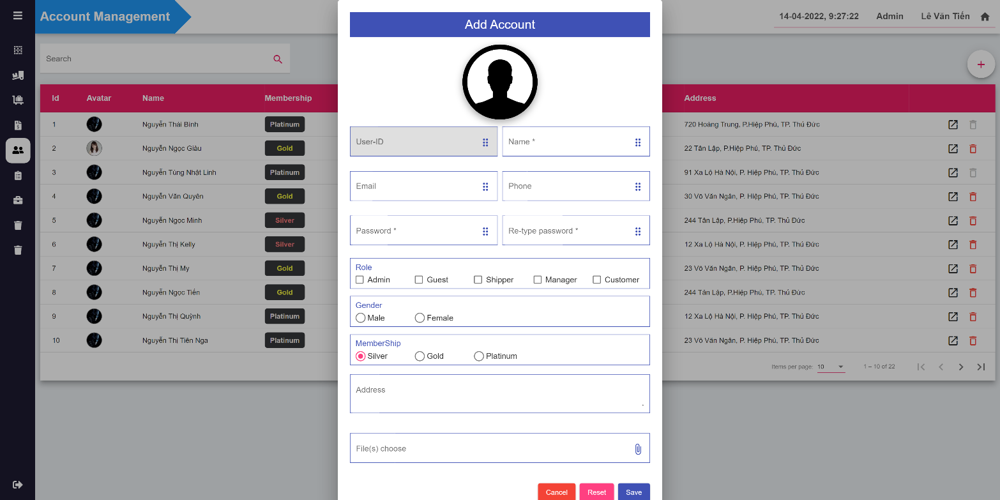 Account Management
14-04-2022, 9:27:22 Admin Lê Văn Tiến
Search
Id Avatar Name Membership Address
1 Nguyễn Thái Bình Platinum 720 Hoàng Trung, P.Hiệp Phú, TP. Thủ Đức
2 Nguyễn Ngọc Giàu Gold 22 Tân Lập, P.Hiệp Phú, TP. Thủ Đức
3 Nguyễn Tùng Nhật Linh Platinum 91 Xa Lộ Hà Nội, P. Hiệp Phú, TP. Thủ Đức
4 Nguyễn Văn Quyên Gold 30 Võ Văn Ngân, P. Hiệp Phú, TP. Thủ Đức
5 Nguyễn Ngọc Minh Silver 244 Tân Lập, P.Hiệp Phú, TP. Thủ Đức
6 Nguyễn Thị Kelly Silver 12 Xa Lộ Hà Nội, P. Hiệp Phú, TP. Thủ Đức
7 Nguyễn Thị My Gold 23 Võ Văn Ngân, P. Hiệp Phú, TP. Thủ Đức
8 Nguyễn Ngọc Tiến Gold 244 Tân Lập, P.Hiệp Phú, TP. Thủ Đức
9 Nguyễn Thị Quỳnh Platinum 12 Xa Lộ Hà Nội, P. Hiệp Phú, TP. Thủ Đức
10 Nguyễn Thị Tiên Nga Platinum 23 Võ Văn Ngân, P. Hiệp Phú, TP. Thủ Đức
Items per page: 10 1 – 10 of 22
Add Account
User-ID Name *
Email Phone
Password * Re-type password *
Role
Admin Guest Shipper Manager Customer
Gender
Male Female
MemberShip
Silver Gold Platinum
Address
File(s) choose
Cancel Reset Save